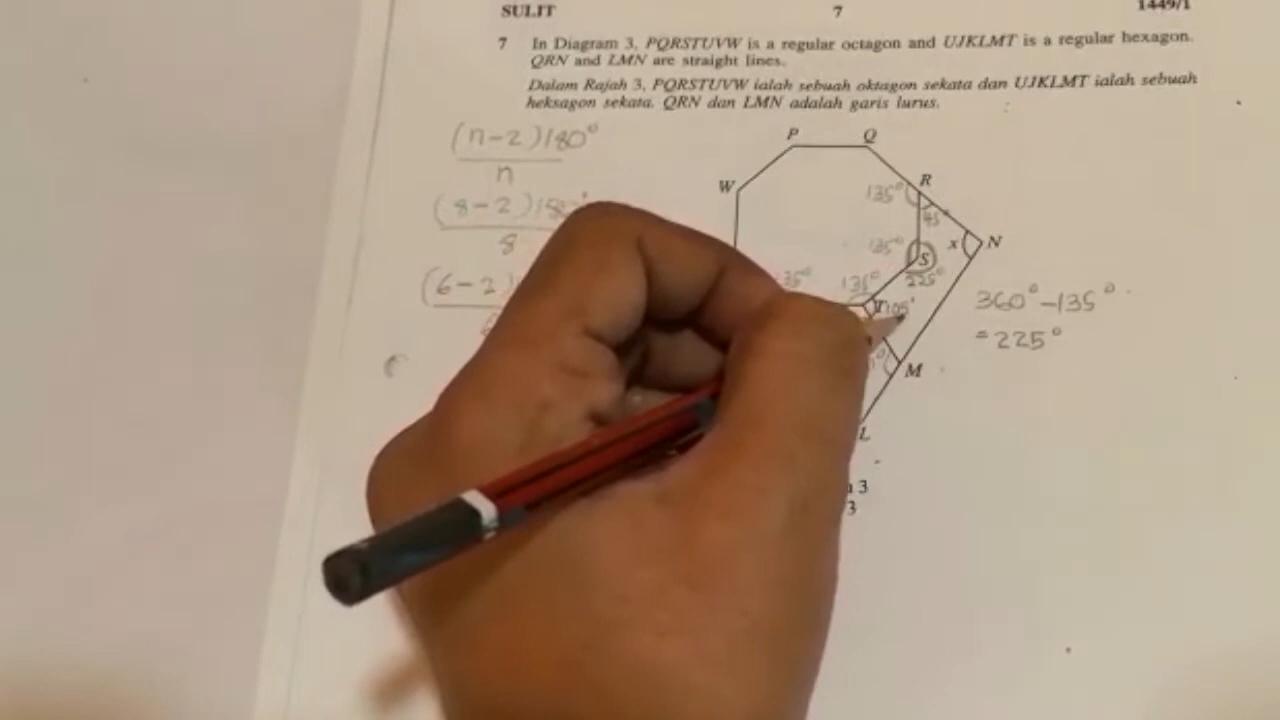 SULIT 7 1449/1
7 In Diagram 3, PQRSTUVW is a regular octagon and UJKLMT is a regular hexagon.
QRN and LMN are straight lines.
Dalam Rajah 3, PQRSTUVW ialah sebuah oktagon sekata dan UJKLMT ialah sebuah
heksagon sekata. QRN dan LMN adalah garis lurus.
(n-2)180°
n
(8-2)
8
(6-2)
P Q
W R
135°
45°
x N
135° S
135° 225°
T 105°
M
L
360°-135°
=225°
3
3